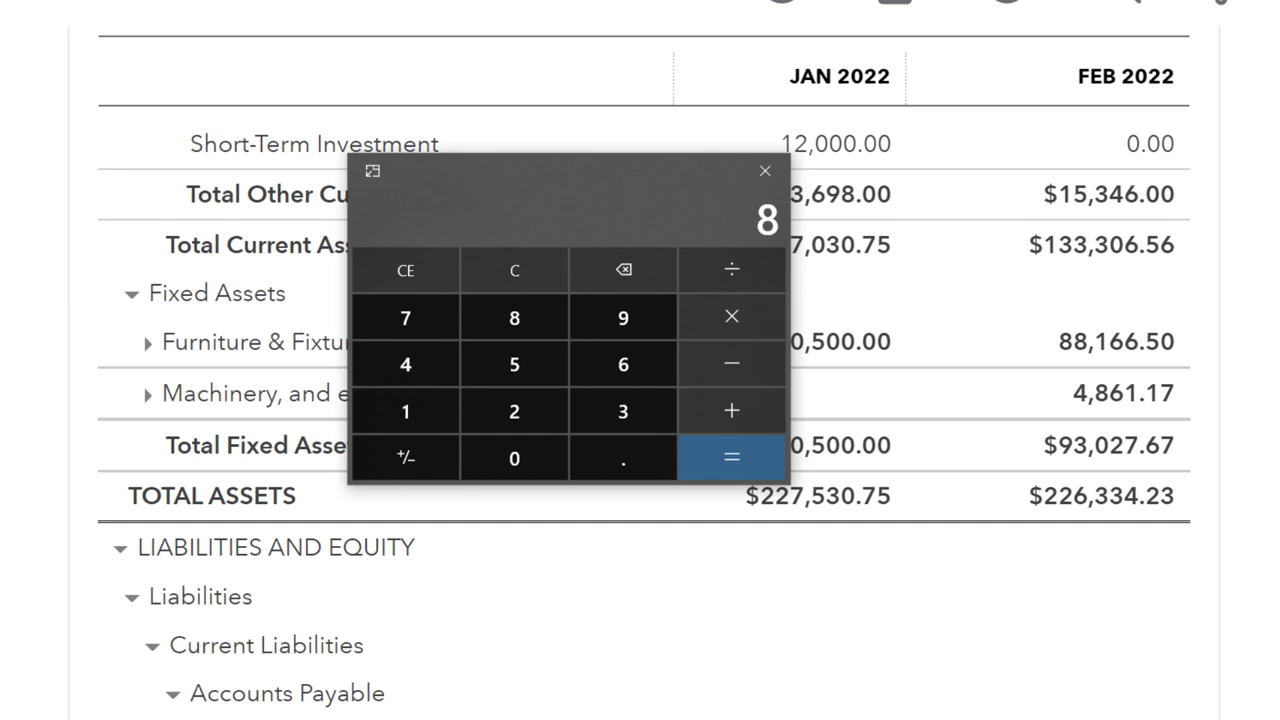 JAN 2022 FEB 2022
Short-Term Investment 12,000.00 0.00
Total Other 3,698.00 $15,346.00
8
Total Current 7,030.75 $133,306.56
CE C ÷
Fixed Assets
7 8 9 ×
Furniture & 0,500.00 88,166.50
4 5 6 −
Machinery, and 4,861.17
1 2 3 +
Total Fixed 0,500.00 $93,027.67
+/− 0 . =
TOTAL ASSETS $227,530.75 $226,334.23
LIABILITIES AND EQUITY
Liabilities
Current Liabilities
Accounts Payable